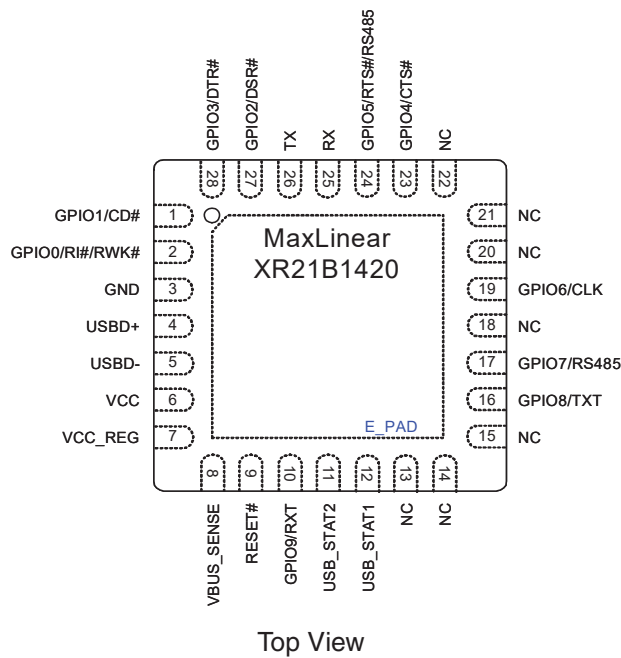 GPIO3/DTR#
GPIO2/DSR#
TX
RX
GPIO5/RTS#/RS485
GPIO4/CTS#
NC
28
27
26
25
24
23
22
GPIO1/CD#
1
GPIO0/RI#/RWK#
2
GND
3
USBD+
4
USBD-
5
VCC
6
VCC_REG
7
MaxLinear
XR21B1420
E_PAD
21
NC
20
NC
19
GPIO6/CLK
18
NC
17
GPIO7/RS485
16
GPIO8/TXT
15
NC
8
9
10
11
12
13
14
VBUS_SENSE
RESET#
GPIO9/RXT
USB_STAT2
USB_STAT1
NC
NC
Top View